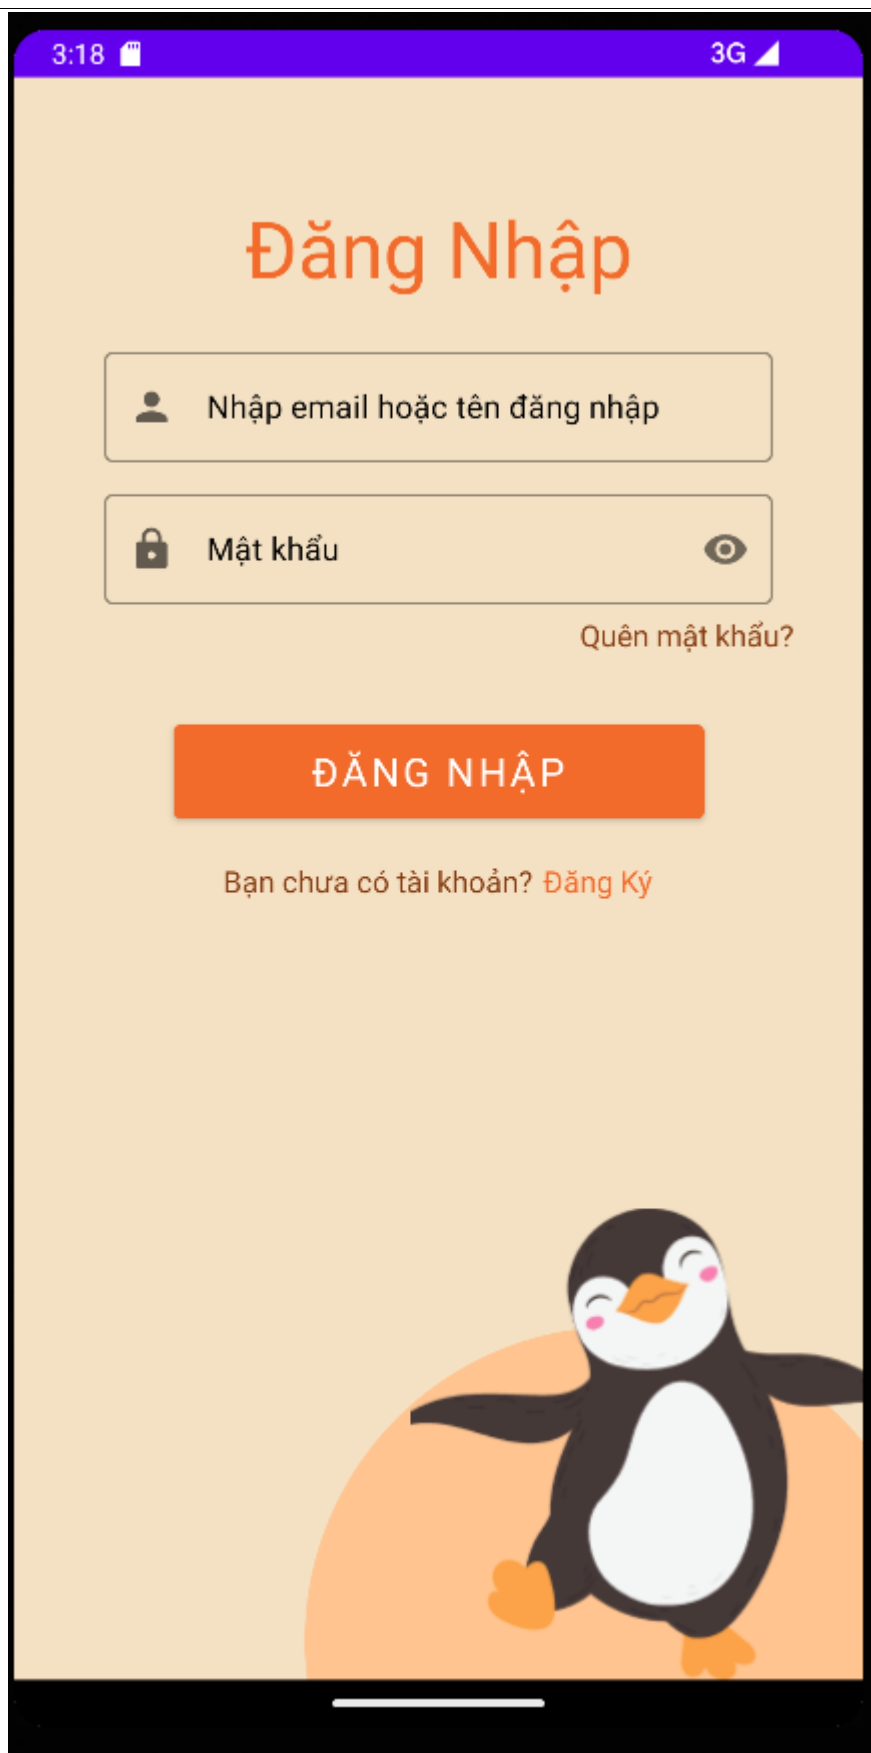 3:18 3G
Đăng Nhập
Nhập email hoặc tên đăng nhập
Mật khẩu
Quên mật khẩu?
ĐĂNG NHẬP
Bạn chưa có tài khoản? Đăng Ký